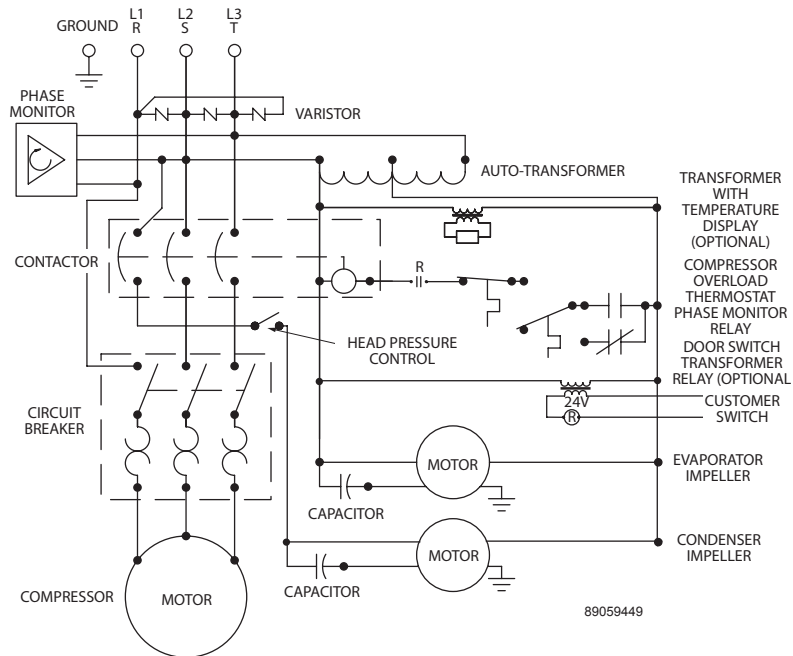 GROUND
L1
R
L2
S
L3
T
PHASE
MONITOR
VARISTOR
AUTO-TRANSFORMER
TRANSFORMER
WITH
TEMPERATURE
DISPLAY
(OPTIONAL)
CONTACTOR
R
COMPRESSOR
OVERLOAD
THERMOSTAT
PHASE MONITOR
RELAY
HEAD PRESSURE
CONTROL
DOOR SWITCH
TRANSFORMER
RELAY (OPTIONAL
24V
R
CUSTOMER
SWITCH
CIRCUIT
BREAKER
MOTOR
EVAPORATOR
IMPELLER
CAPACITOR
MOTOR
CONDENSER
IMPELLER
CAPACITOR
COMPRESSOR
MOTOR
89059449